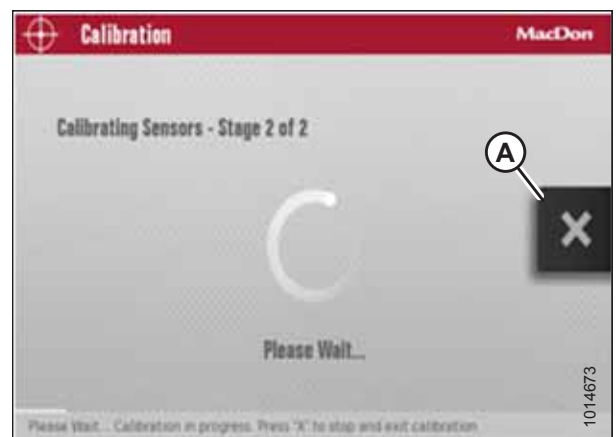 Calibration
MacDon
Calibrating Sensors - Stage 2 of 2
A
X
Please Wait...
Please Wait... Calibration in progress. Press "X" to stop and exit calibration
1014673